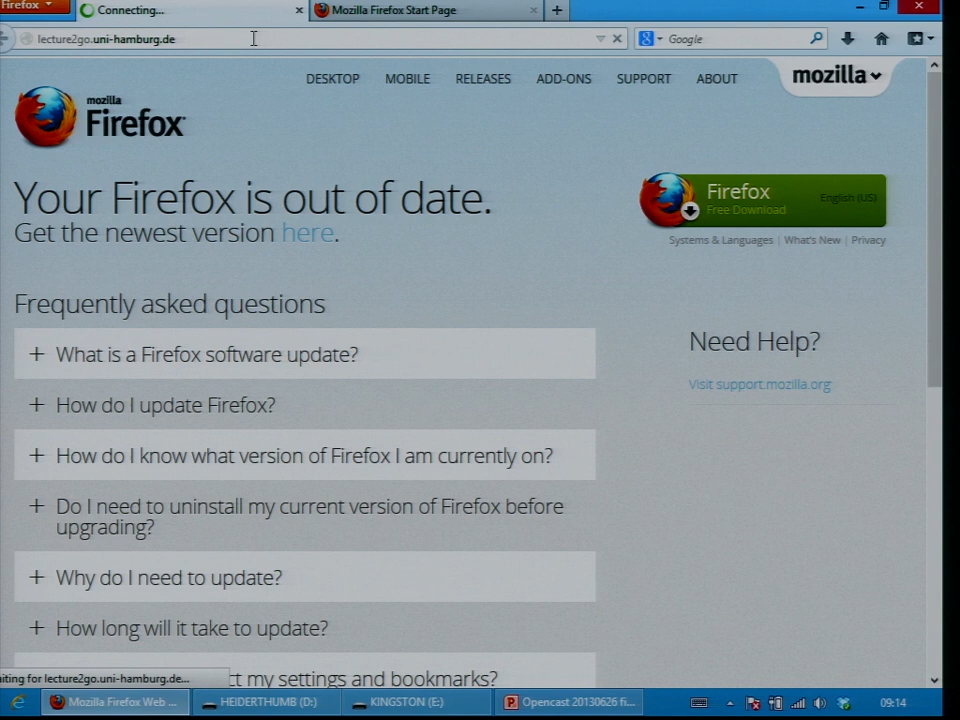 Firefox
Connecting...
Mozilla Firefox Start Page
lecture2go.uni-hamburg.de
Google
DESKTOP MOBILE RELEASES ADD-ONS SUPPORT ABOUT
mozilla
mozilla
Firefox
Your Firefox is out of date.
Get the newest version here.
Firefox
Free Download
English (US)
Systems & Languages | What's New | Privacy
Frequently asked questions
+ What is a Firefox software update?
+ How do I update Firefox?
+ How do I know what version of Firefox I am currently on?
+ Do I need to uninstall my current version of Firefox before
upgrading?
+ Why do I need to update?
+ How long will it take to update?
ct my settings and bookmarks?
Need Help?
Visit support.mozilla.org
iting for lecture2go.uni-hamburg.de...
Mozilla Firefox Web ...
HEIDERTHUMB (D:)
KINGSTON (E:)
Opencast 20130626 fi...
09:14